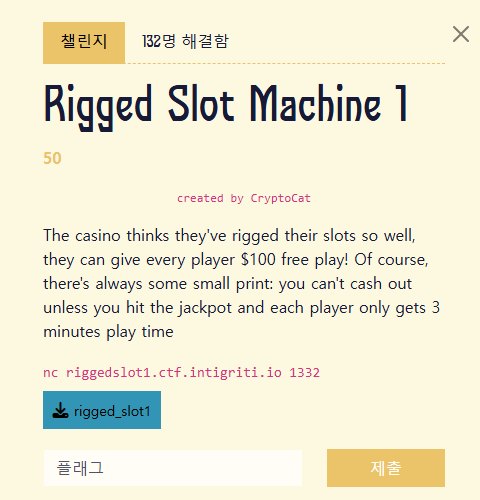 챌린지
132명 해결함
Rigged Slot Machine 1
50
created by CryptoCat
The casino thinks they've rigged their slots so well,
they can give every player $100 free play! Of course,
there's always some small print: you can't cash out
unless you hit the jackpot and each player only gets 3
minutes play time
nc riggedslot1.ctf.intigriti.io 1332
rigged_slot1
플래그
제출